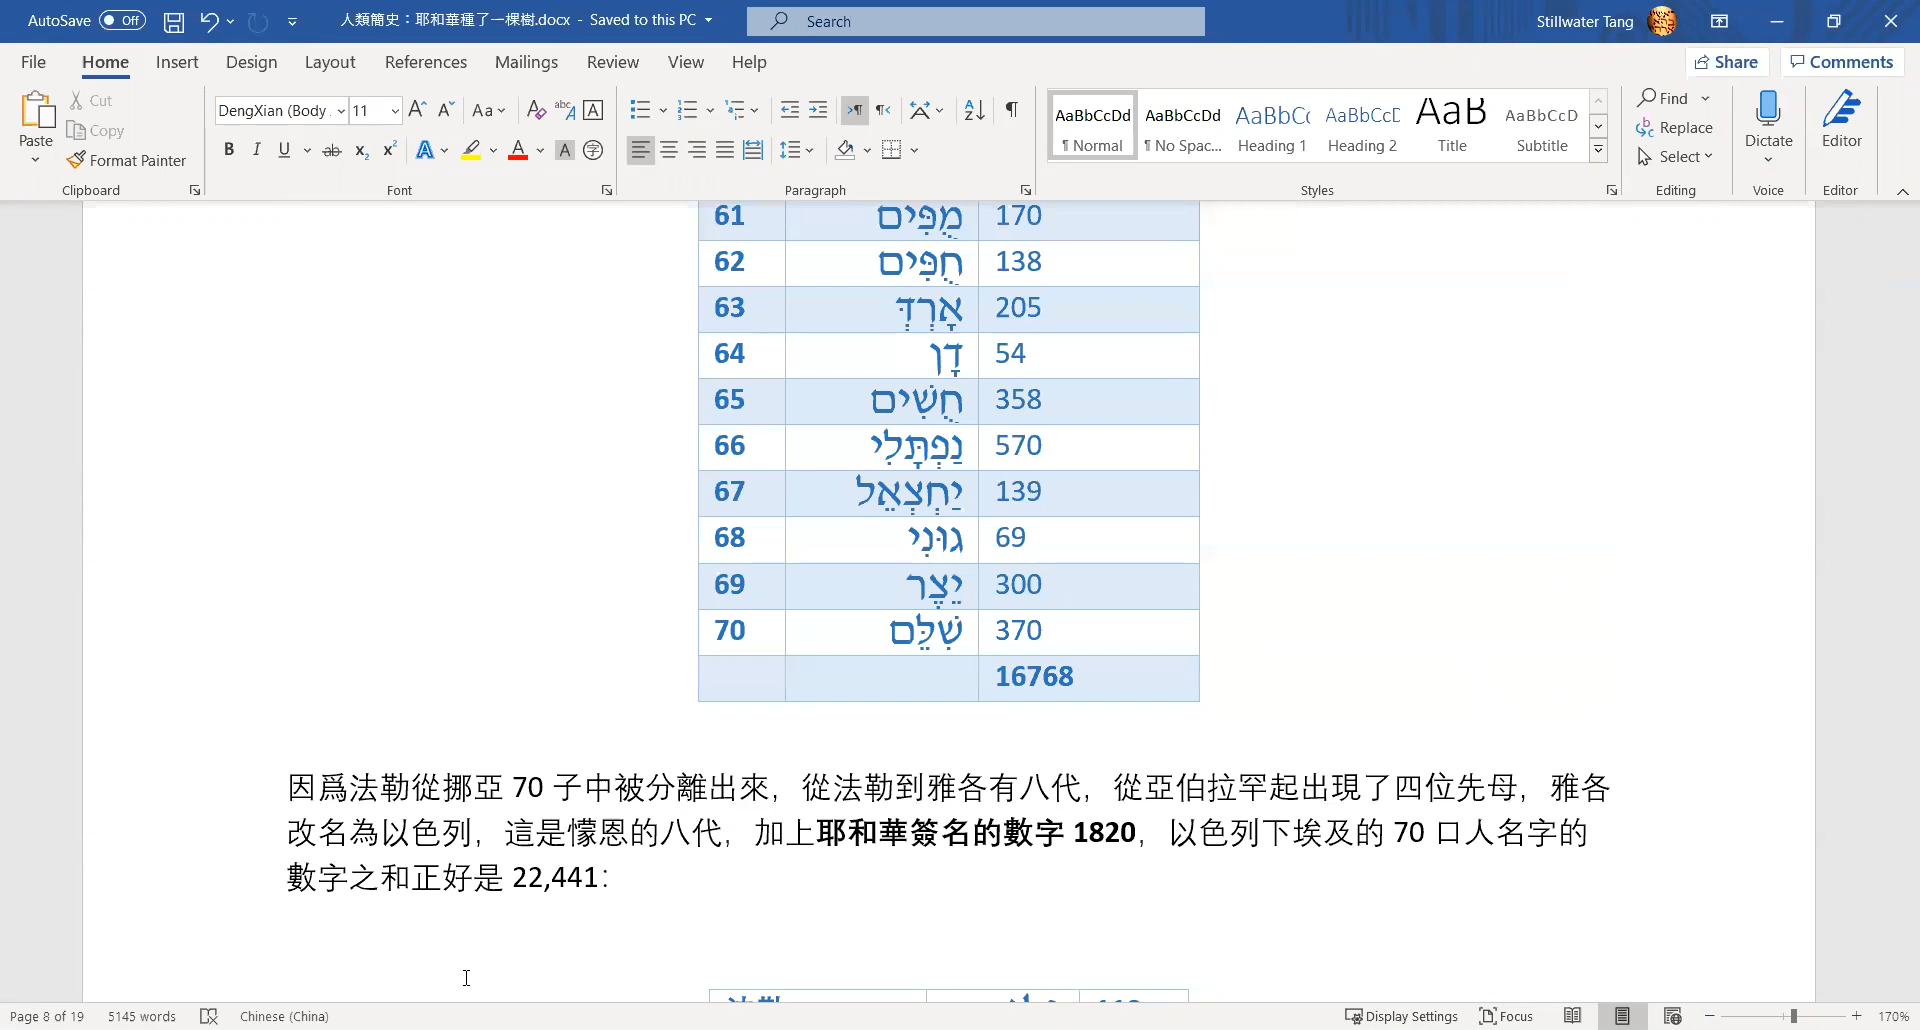 AutoSave Off 人類簡史：耶和華種了一棵樹.docx - Saved to this PC Search Stillwater Tang
File Home Insert Design Layout References Mailings Review View Help Share Comments
Paste Cut Copy Format Painter Clipboard
DengXian (Body 11 Aa Font
Paragraph
AaBbCcDd ¶ Normal
AaBbCcDd ¶ No Spac...
AaBbCc Heading 1
AaBbCcD Heading 2
AaB Title
AaBbCcD Subtitle
Styles
Find Replace Select Editing
Dictate Voice
Editor Editor
61 מֻפִּים 170
62 חֻפִּים 138
63 אָרְדְּ 205
64 דָן 54
65 חֻשִׁים 358
66 נַפְתָּלִי 570
67 יַחְצְאֵל 139
68 גוּנִי 69
69 יֵצֶר 300
70 שִׁלֵּם 370
16768
因爲法勒從挪亞 70 子中被分離出來，從法勒到雅各有八代，從亞伯拉罕起出現了四位先母，雅各
改名為以色列，這是懞恩的八代，加上耶和華簽名的數字 1820，以色列下埃及的 70 口人名字的
數字之和正好是 22,441：
Page 8 of 19 5145 words Chinese (China) Display Settings Focus 170%